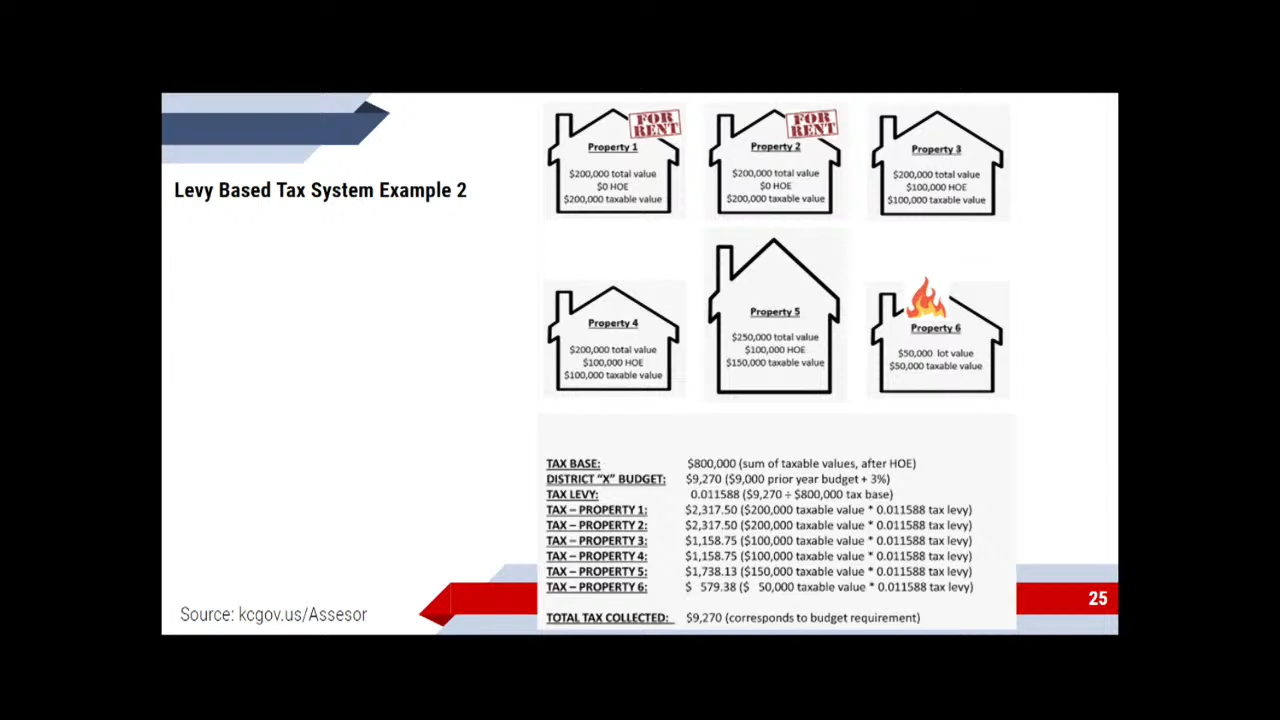 Levy Based Tax System Example 2
FOR RENT
Property 1
$200,000 total value
$0 HOE
$200,000 taxable value
FOR RENT
Property 2
$200,000 total value
$0 HOE
$200,000 taxable value
Property 3
$200,000 total value
$100,000 HOE
$100,000 taxable value
Property 4
$200,000 total value
$100,000 HOE
$100,000 taxable value
Property 5
$250,000 total value
$100,000 HOE
$150,000 taxable value
Property 6
$50,000 lot value
$50,000 taxable value
TAX BASE: $800,000 (sum of taxable values, after HOE)
DISTRICT "X" BUDGET: $9,270 ($9,000 prior year budget + 3%)
TAX LEVY: 0.011588 ($9,270 ÷ $800,000 tax base)
TAX – PROPERTY 1: $2,317.50 ($200,000 taxable value * 0.011588 tax levy)
TAX – PROPERTY 2: $2,317.50 ($200,000 taxable value * 0.011588 tax levy)
TAX – PROPERTY 3: $1,158.75 ($100,000 taxable value * 0.011588 tax levy)
TAX – PROPERTY 4: $1,158.75 ($100,000 taxable value * 0.011588 tax levy)
TAX – PROPERTY 5: $1,738.13 ($150,000 taxable value * 0.011588 tax levy)
TAX – PROPERTY 6: $ 579.38 ($ 50,000 taxable value * 0.011588 tax levy)
TOTAL TAX COLLECTED: $9,270 (corresponds to budget requirement)
Source: kcgov.us/Assesor
25